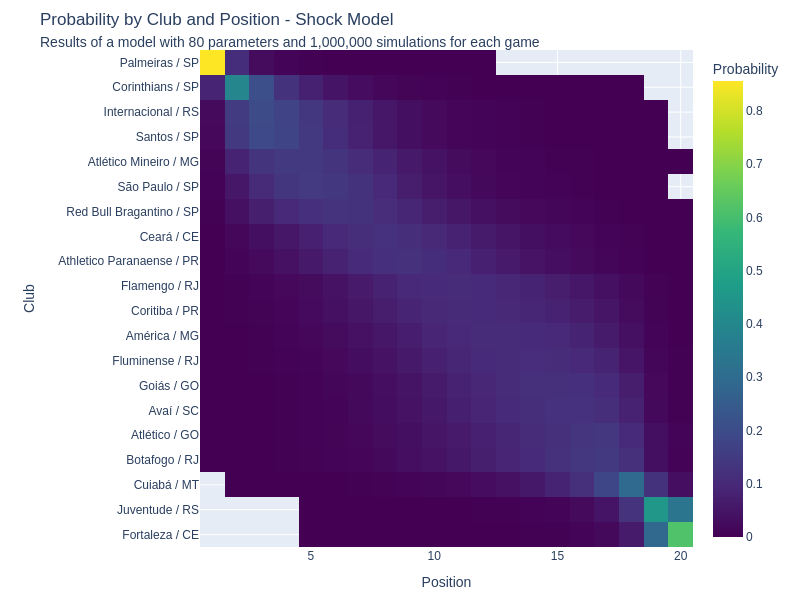 Probability by Club and Position - Shock Model
Results of a model with 80 parameters and 1,000,000 simulations for each game
Probability
Palmeiras / SP
Corinthians / SP
Internacional / RS
Santos / SP
Atlético Mineiro / MG
São Paulo / SP
Red Bull Bragantino / SP
Ceará / CE
Athletico Paranaense / PR
Flamengo / RJ
Coritiba / PR
América / MG
Fluminense / RJ
Goiás / GO
Avaí / SC
Atlético / GO
Botafogo / RJ
Cuiabá / MT
Juventude / RS
Fortaleza / CE
Club
0.8
0.7
0.6
0.5
0.4
0.3
0.2
0.1
0
5
10
15
20
Position